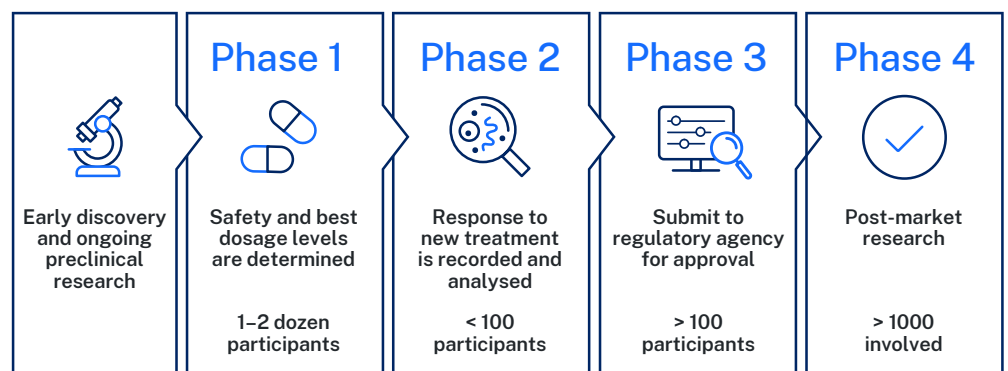 Early discovery
and ongoing
preclinical
research
Phase 1
Safety and best
dosage levels
are determined
1–2 dozen
participants
Phase 2
Response to
new treatment
is recorded and
analysed
< 100
participants
Phase 3
Submit to
regulatory agency
for approval
> 100
participants
Phase 4
Post-market
research
> 1000
involved